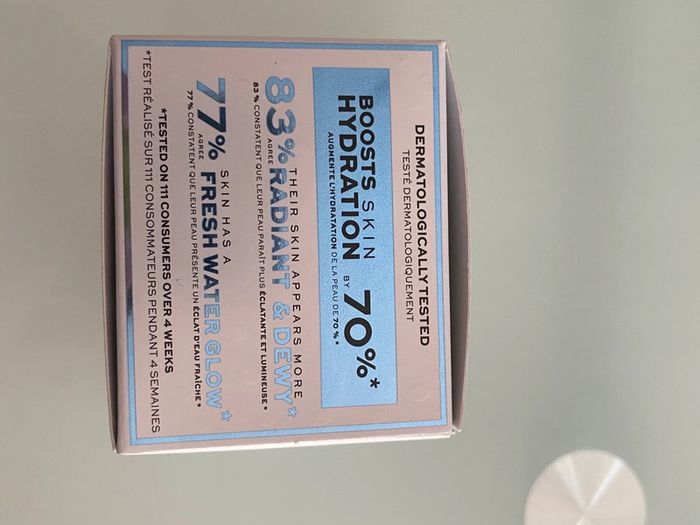 DERMATOLOGICALLY TESTED
TESTÉ DERMATOLOGIQUEMENT
BOOSTS SKIN
HYDRATION BY 70%*
AUGMENTE L'HYDRATATION DE LA PEAU DE 70 %*
83% AGREE THEIR SKIN APPEARS MORE
RADIANT & DEWY*
83 % CONSTATENT QUE LEUR PEAU PARAÎT PLUS ÉCLATANTE ET LUMINEUSE*
77% AGREE SKIN HAS A
FRESH WATER GLOW*
77 % CONSTATENT QUE LEUR PEAU PRÉSENTE UN ÉCLAT D'EAU FRAÎCHE*
*TESTED ON 111 CONSUMERS OVER 4 WEEKS
*TEST RÉALISÉ SUR 111 CONSOMMATEURS PENDANT 4 SEMAINES